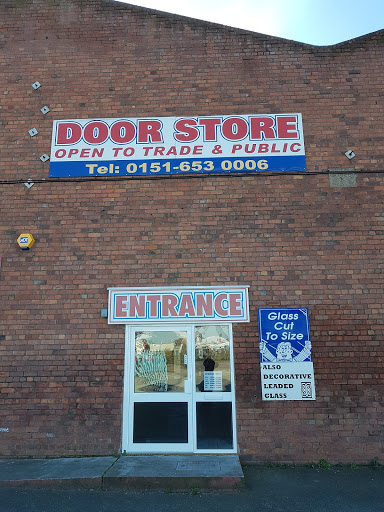 DOOR STORE
OPEN TO TRADE & PUBLIC
Tel: 0151-653 0006
ENTRANCE
Glass
Cut
To Size
ALSO
DECORATIVE
LEADED
GLASS